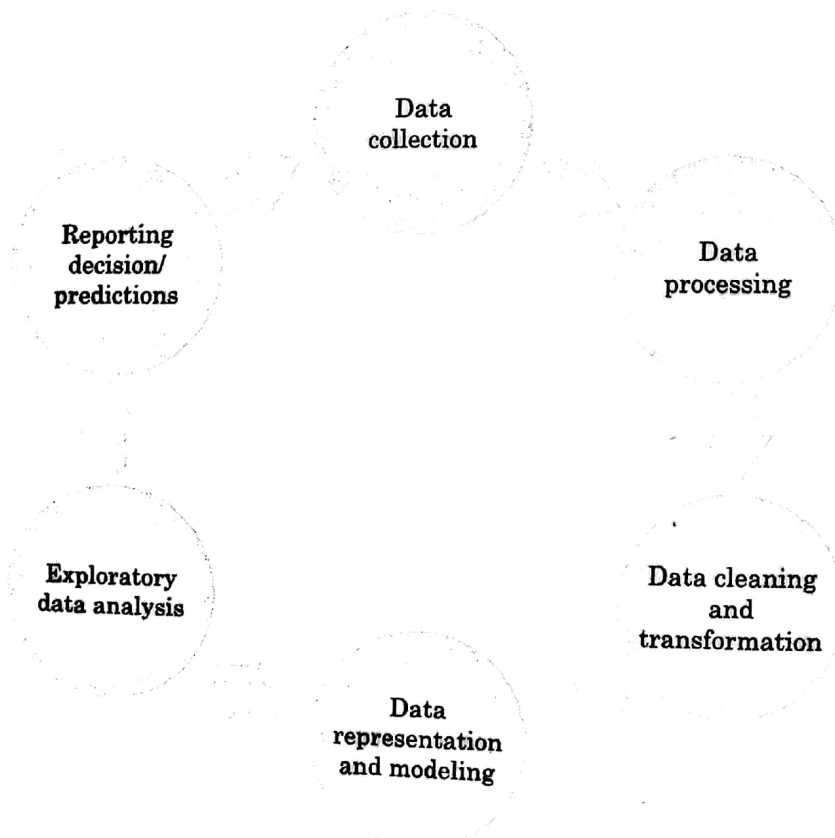 Data
collection
Data
processing
Data cleaning
and
transformation
Data
representation
and modeling
Exploratory
data analysis
Reporting
decision/
predictions